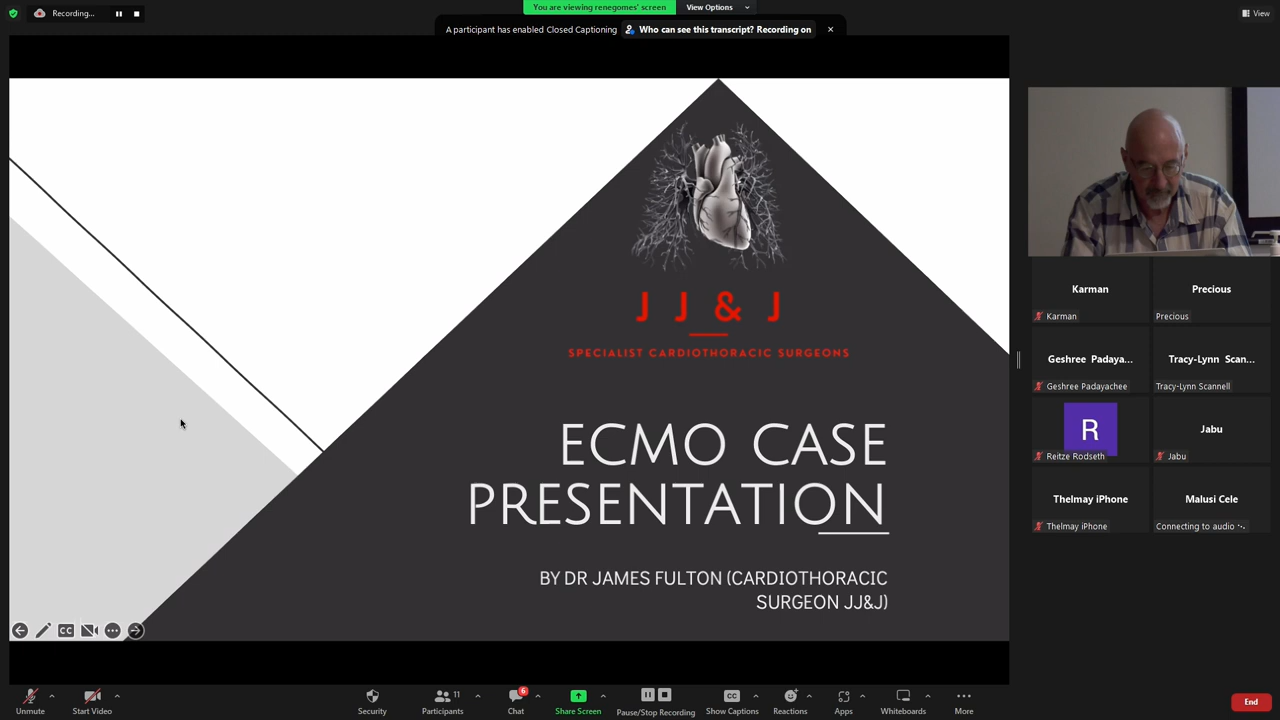 Recording...
You are viewing renegomes' screen
View Options
View
A participant has enabled Closed Captioning
Who can see this transcript? Recording on
J J & J
SPECIALIST CARDIOTHORACIC SURGEONS
ECMO CASE
PRESENTATION
BY DR JAMES FULTON (CARDIOTHORACIC
SURGEON JJ&J)
Karman
Karman
Precious
Precious
Geshree Padaya...
Geshree Padayachee
Tracy-Lynn Scan...
Tracy-Lynn Scannell
R
Reitze Rodseth
Jabu
Jabu
Thelmay iPhone
Thelmay iPhone
Malusi Cele
Connecting to audio
CC
Unmute
Start Video
Security
11
Participants
6
Chat
Share Screen
Pause/Stop Recording
CC
Show Captions
Reactions
Apps
Whiteboards
More
End